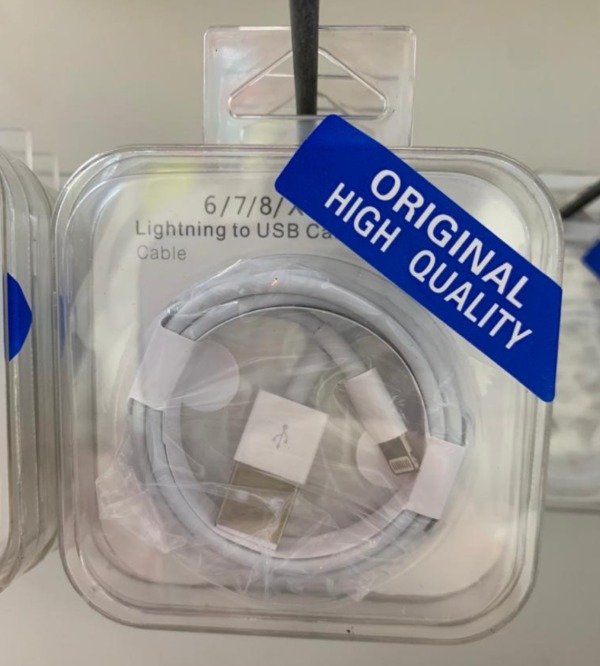 ORIGINAL
HIGH QUALITY
6/7/8/X
Lightning to USB Ca
Cable